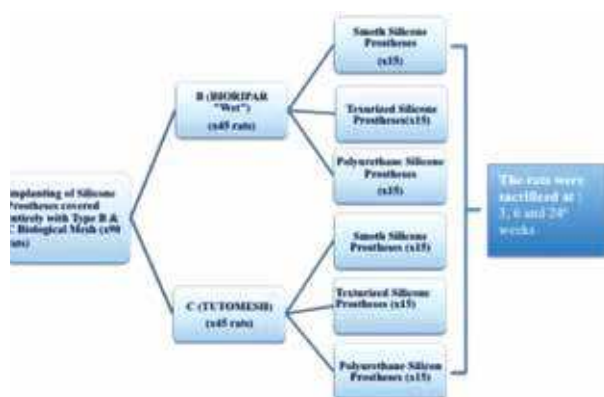 Implanting of Silicone
Prostheses covered
entirely with Type B &
C Biological Mesh (x90
rats)
B (BIORIPAR
"Wet")
(x45 rats)
C (TUTOMESH)
(x45 rats)
Smoth Silicone
Prostheses
(x15)
Texurized Silicone
Prostheses(x15)
Polyurethane Silicone
Prostheses
(x15)
Smoth Silicone
Prostheses (x15)
Texturized Silicone
Prostheses (x15)
Polyurethane Silicon
Prostheses (x15)
The rats were
sacrificed at
3, 6 and 24
weeks